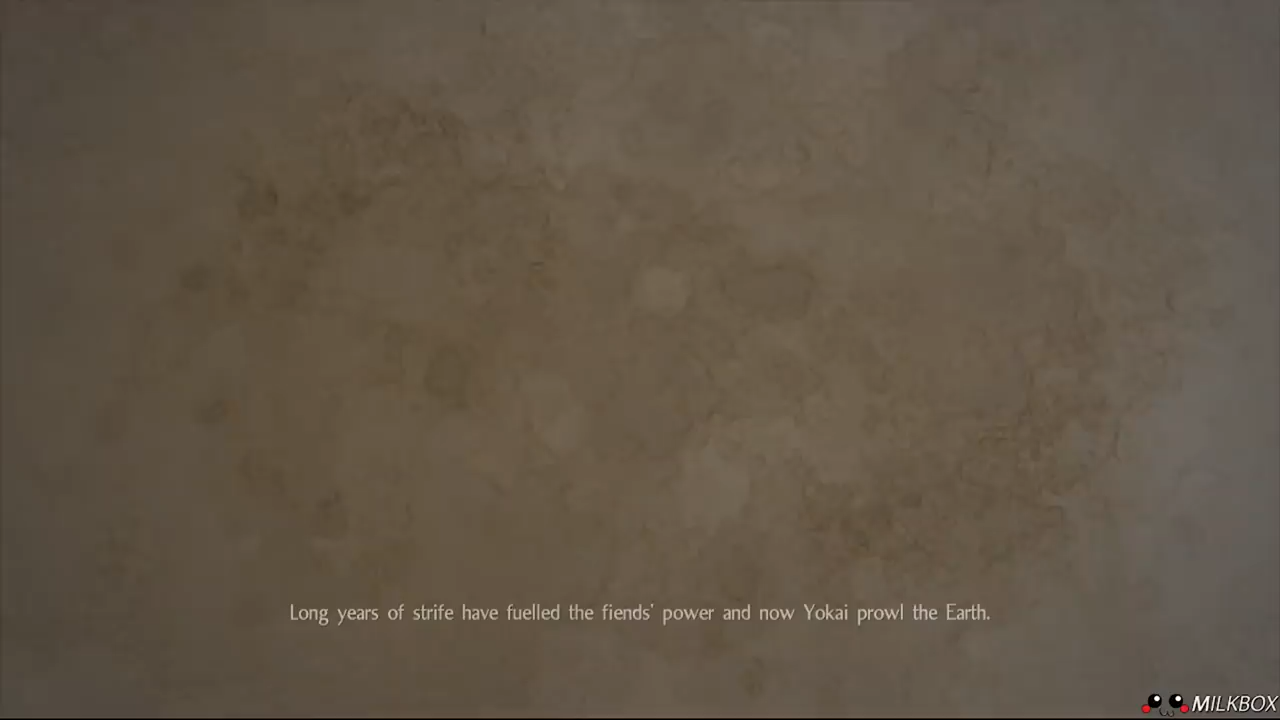 Long years of strife have fuelled the fiends' power and now Yokai prowl the Earth.
MILKBOX